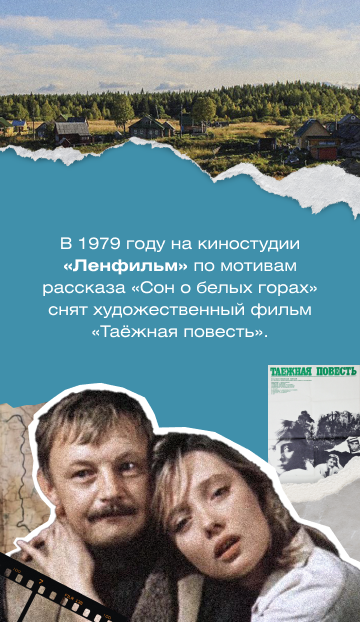 В 1979 году на киностудии
«Ленфильм» по мотивам
рассказа «Сон о белых горах»
снят художественный фильм
«Таёжная повесть».
ТАЕЖНАЯ ПОВЕСТЬ